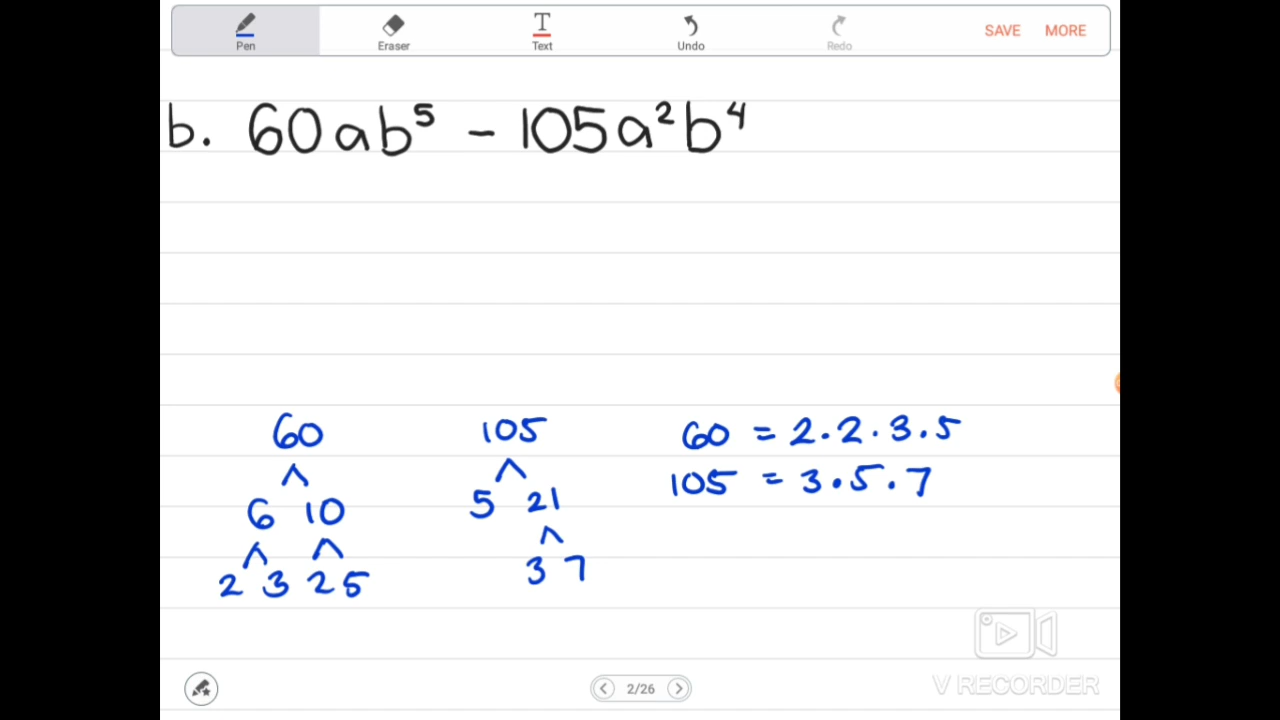 Pen Eraser Text Undo Redo SAVE MORE
b. 60ab⁵ - 105a²b⁴
60 105 60 = 2.2.3.5
105 = 3.5.7
6 10 5 21
2 3 2 5 3 7
2/26
V RECORDER